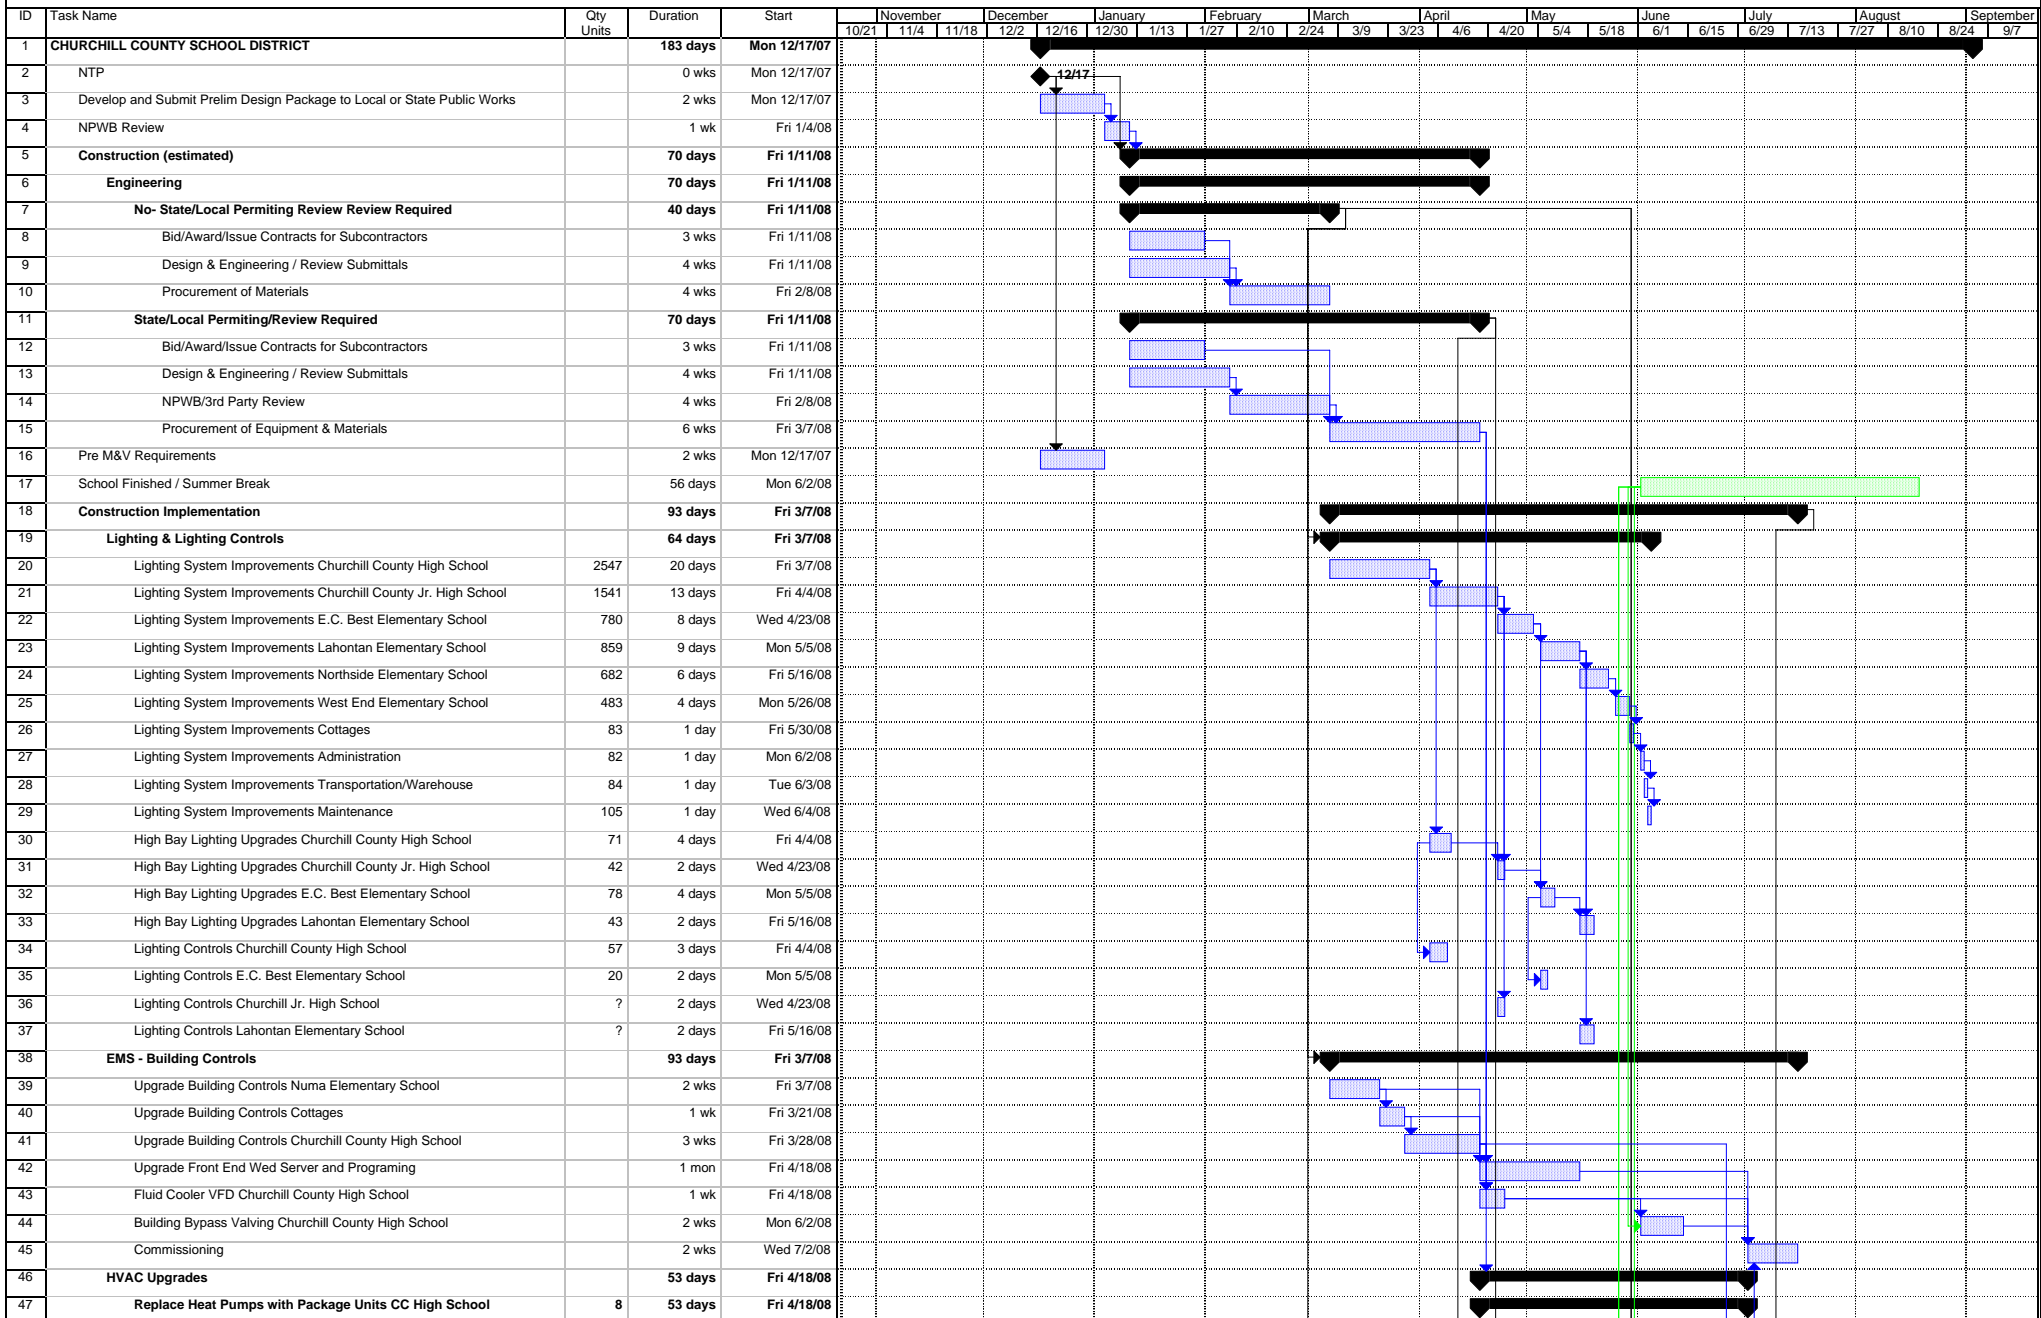 ID Task Name Qty Units Duration Start November December January February March April May June July August September
10/21 11/4 11/18 12/2 12/16 12/30 1/13 1/27 2/10 2/24 3/9 3/23 4/6 4/20 5/4 5/18 6/1 6/15 6/29 7/13 7/27 8/10 8/24 9/7
1 CHURCHILL COUNTY SCHOOL DISTRICT 183 days Mon 12/17/07
2 NTP 0 wks Mon 12/17/07 12/17
3 Develop and Submit Prelim Design Package to Local or State Public Works 2 wks Mon 12/17/07
4 NPWB Review 1 wk Fri 1/4/08
5 Construction (estimated) 70 days Fri 1/11/08
6 Engineering 70 days Fri 1/11/08
7 No- State/Local Permiting Review Review Required 40 days Fri 1/11/08
8 Bid/Award/Issue Contracts for Subcontractors 3 wks Fri 1/11/08
9 Design & Engineering / Review Submittals 4 wks Fri 1/11/08
10 Procurement of Materials 4 wks Fri 2/8/08
11 State/Local Permiting/Review Required 70 days Fri 1/11/08
12 Bid/Award/Issue Contracts for Subcontractors 3 wks Fri 1/11/08
13 Design & Engineering / Review Submittals 4 wks Fri 1/11/08
14 NPWB/3rd Party Review 4 wks Fri 2/8/08
15 Procurement of Equipment & Materials 6 wks Fri 3/7/08
16 Pre M&V Requirements 2 wks Mon 12/17/07
17 School Finished / Summer Break 56 days Mon 6/2/08
18 Construction Implementation 93 days Fri 3/7/08
19 Lighting & Lighting Controls 64 days Fri 3/7/08
20 Lighting System Improvements Churchill County High School 2547 20 days Fri 3/7/08
21 Lighting System Improvements Churchill County Jr. High School 1541 13 days Fri 4/4/08
22 Lighting System Improvements E.C. Best Elementary School 780 8 days Wed 4/23/08
23 Lighting System Improvements Lahontan Elementary School 859 9 days Mon 5/5/08
24 Lighting System Improvements Northside Elementary School 682 6 days Fri 5/16/08
25 Lighting System Improvements West End Elementary School 483 4 days Mon 5/26/08
26 Lighting System Improvements Cottages 83 1 day Fri 5/30/08
27 Lighting System Improvements Administration 82 1 day Mon 6/2/08
28 Lighting System Improvements Transportation/Warehouse 84 1 day Tue 6/3/08
29 Lighting System Improvements Maintenance 105 1 day Wed 6/4/08
30 High Bay Lighting Upgrades Churchill County High School 71 4 days Fri 4/4/08
31 High Bay Lighting Upgrades Churchill County Jr. High School 42 2 days Wed 4/23/08
32 High Bay Lighting Upgrades E.C. Best Elementary School 78 4 days Mon 5/5/08
33 High Bay Lighting Upgrades Lahontan Elementary School 43 2 days Fri 5/16/08
34 Lighting Controls Churchill County High School 57 3 days Fri 4/4/08
35 Lighting Controls E.C. Best Elementary School 20 2 days Mon 5/5/08
36 Lighting Controls Churchill Jr. High School ? 2 days Wed 4/23/08
37 Lighting Controls Lahontan Elementary School ? 2 days Fri 5/16/08
38 EMS - Building Controls 93 days Fri 3/7/08
39 Upgrade Building Controls Numa Elementary School 2 wks Fri 3/7/08
40 Upgrade Building Controls Cottages 1 wk Fri 3/21/08
41 Upgrade Building Controls Churchill County High School 3 wks Fri 3/28/08
42 Upgrade Front End Wed Server and Programing 1 mon Fri 4/18/08
43 Fluid Cooler VFD Churchill County High School 1 wk Fri 4/18/08
44 Building Bypass Valving Churchill County High School 2 wks Mon 6/2/08
45 Commissioning 2 wks Wed 7/2/08
46 HVAC Upgrades 53 days Fri 4/18/08
47 Replace Heat Pumps with Package Units CC High School 8 53 days Fri 4/18/08